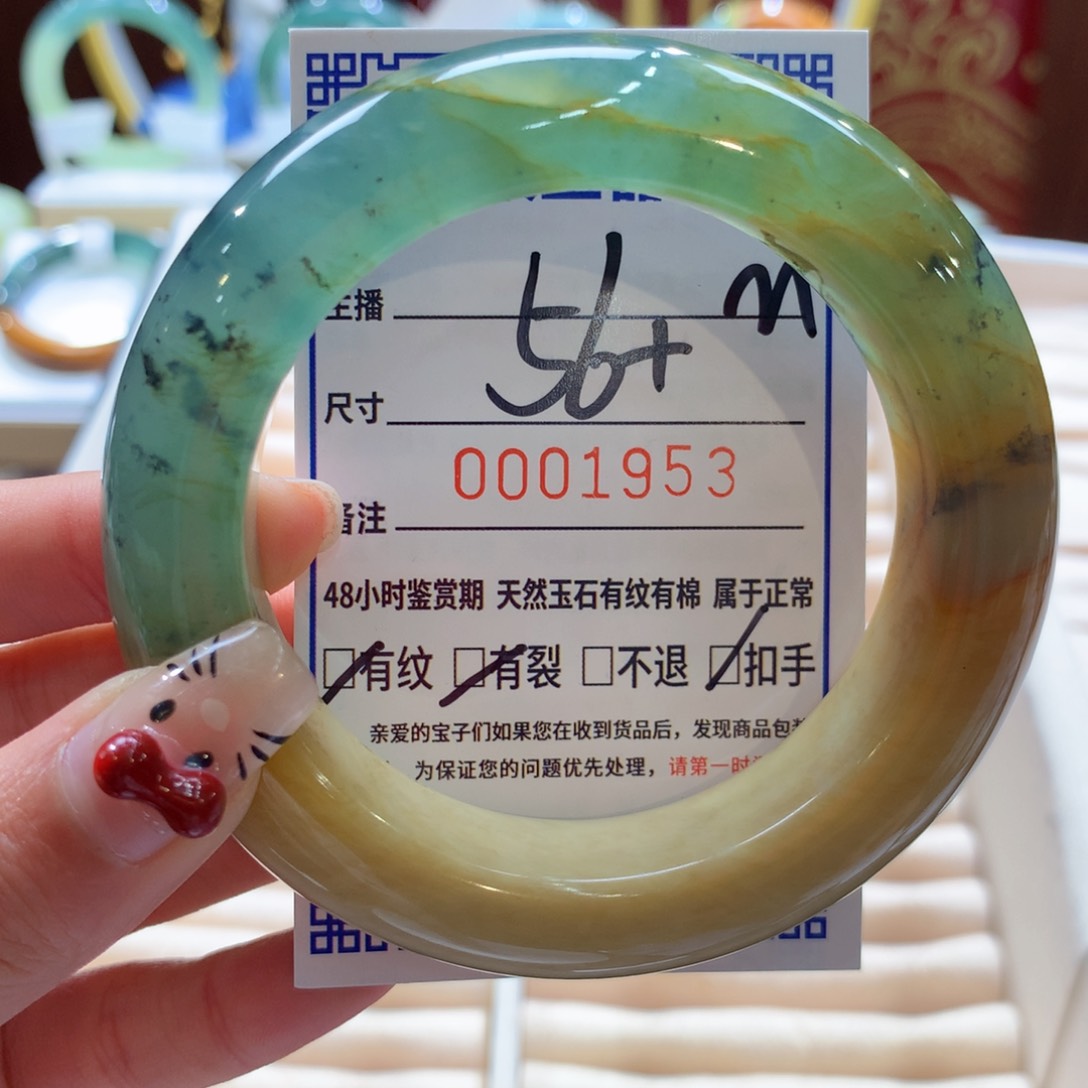 主播 n
尺寸 56+
0001953
备注
48小时鉴赏期 天然玉石有纹有棉 属于正常
□有纹 □有裂 □不退 □扣手
亲爱的宝子们如果您在收到货品后，发现商品包
为保证您的问题优先处理，请第一时